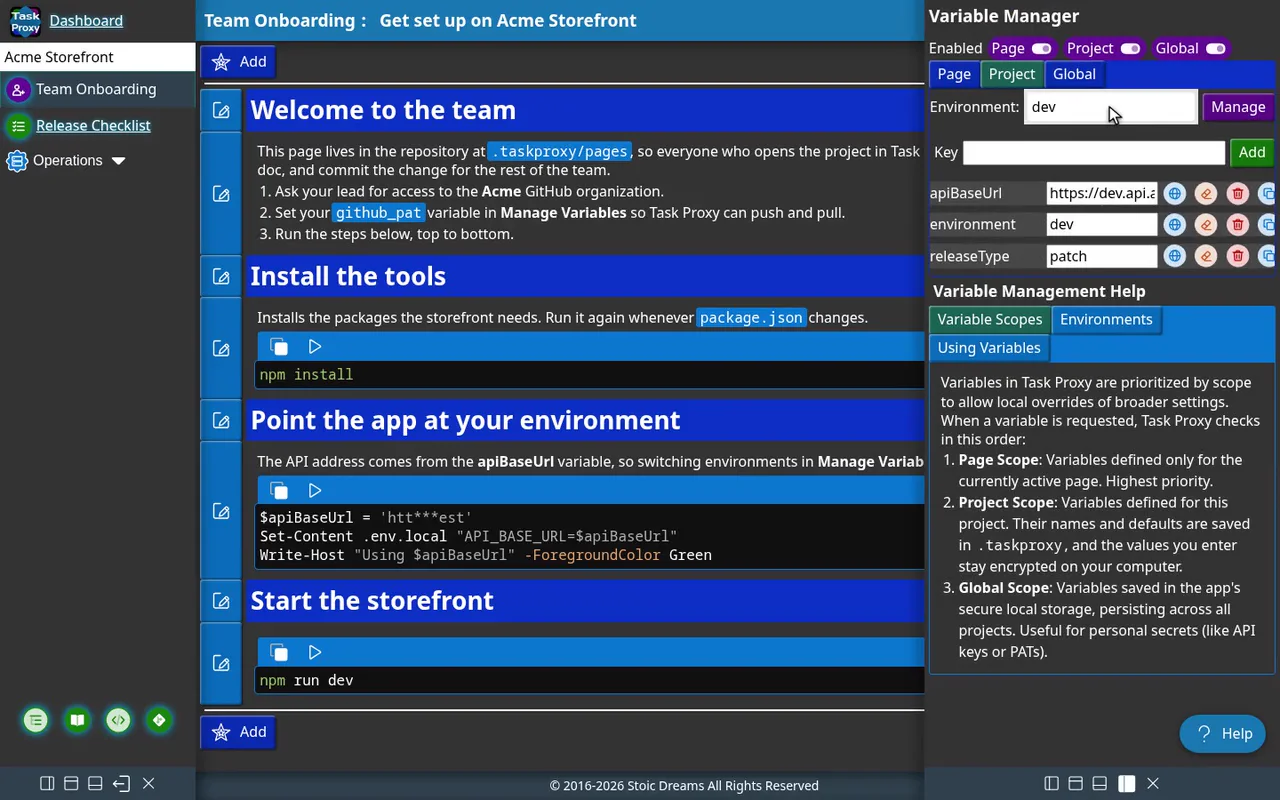 Task Proxy
Dashboard
Acme Storefront
Team Onboarding
Release Checklist
Operations
Team Onboarding : Get set up on Acme Storefront
Add
Welcome to the team
This page lives in the repository at .taskproxy/pages, so everyone who opens the project in Task
doc, and commit the change for the rest of the team.
1. Ask your lead for access to the Acme GitHub organization.
2. Set your github_pat variable in Manage Variables so Task Proxy can push and pull.
3. Run the steps below, top to bottom.
Install the tools
Installs the packages the storefront needs. Run it again whenever package.json changes.
npm install
Point the app at your environment
The API address comes from the apiBaseUrl variable, so switching environments in Manage Variab
$apiBaseUrl = 'htt***est'
Set-Content .env.local "API_BASE_URL=$apiBaseUrl"
Write-Host "Using $apiBaseUrl" -ForegroundColor Green
Start the storefront
npm run dev
Add
© 2016-2026 Stoic Dreams All Rights Reserved
Variable Manager
Enabled Page Project Global
Page Project Global
Environment: dev Manage
Key Add
apiBaseUrl https://dev.api.a
environment dev
releaseType patch
Variable Management Help
Variable Scopes Environments
Using Variables
Variables in Task Proxy are prioritized by scope
to allow local overrides of broader settings.
When a variable is requested, Task Proxy checks
in this order:
1. Page Scope: Variables defined only for the
currently active page. Highest priority.
2. Project Scope: Variables defined for this
project. Their names and defaults are saved
in .taskproxy, and the values you enter
stay encrypted on your computer.
3. Global Scope: Variables saved in the app's
secure local storage, persisting across all
projects. Useful for personal secrets (like API
keys or PATs).
Help